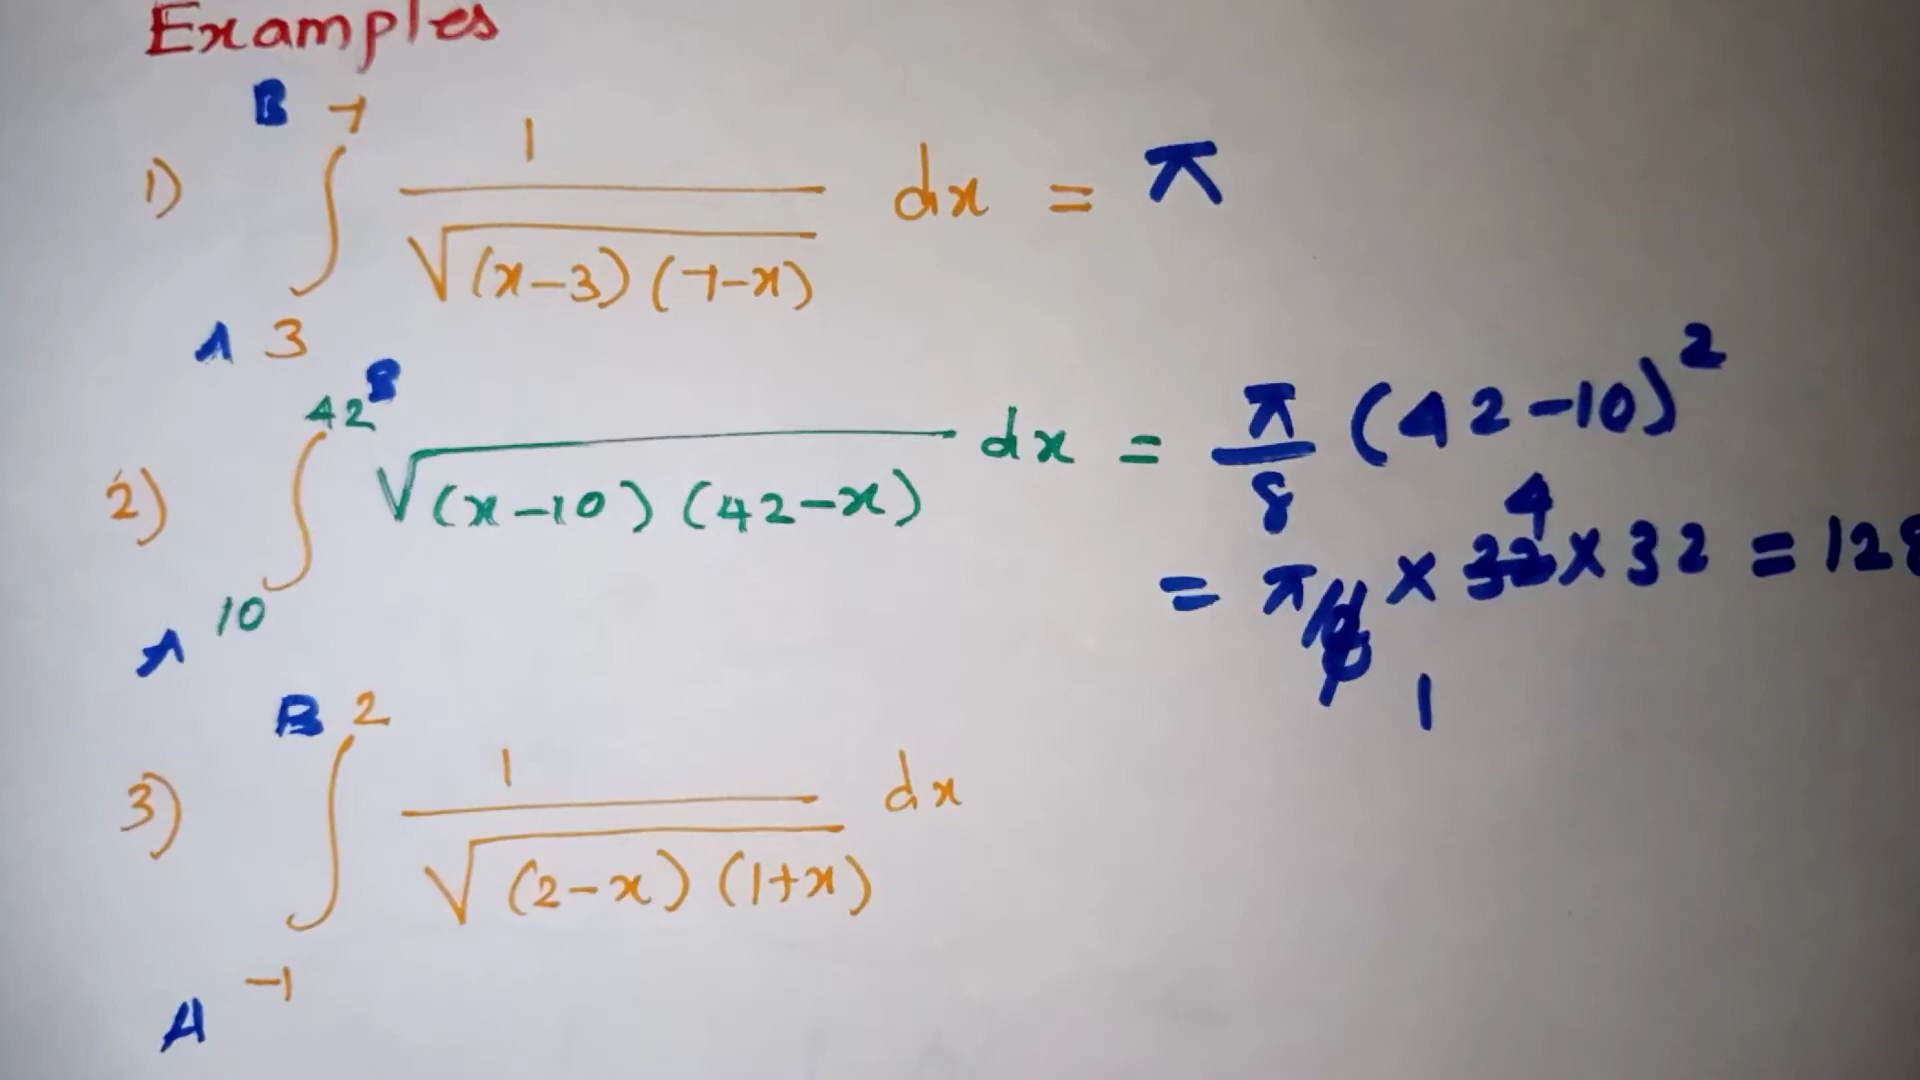 Examples
B 7
1) ∫ 1 / √(x-3)(7-x) dx = π
A 3
42 B
2) ∫ √(x-10)(42-x) dx = π/8 (42-10)²
4
= π/8 × 32 × 32 = 128
A 10
1
B 2
3) ∫ 1 / √(2-x)(1+x) dx
A -1